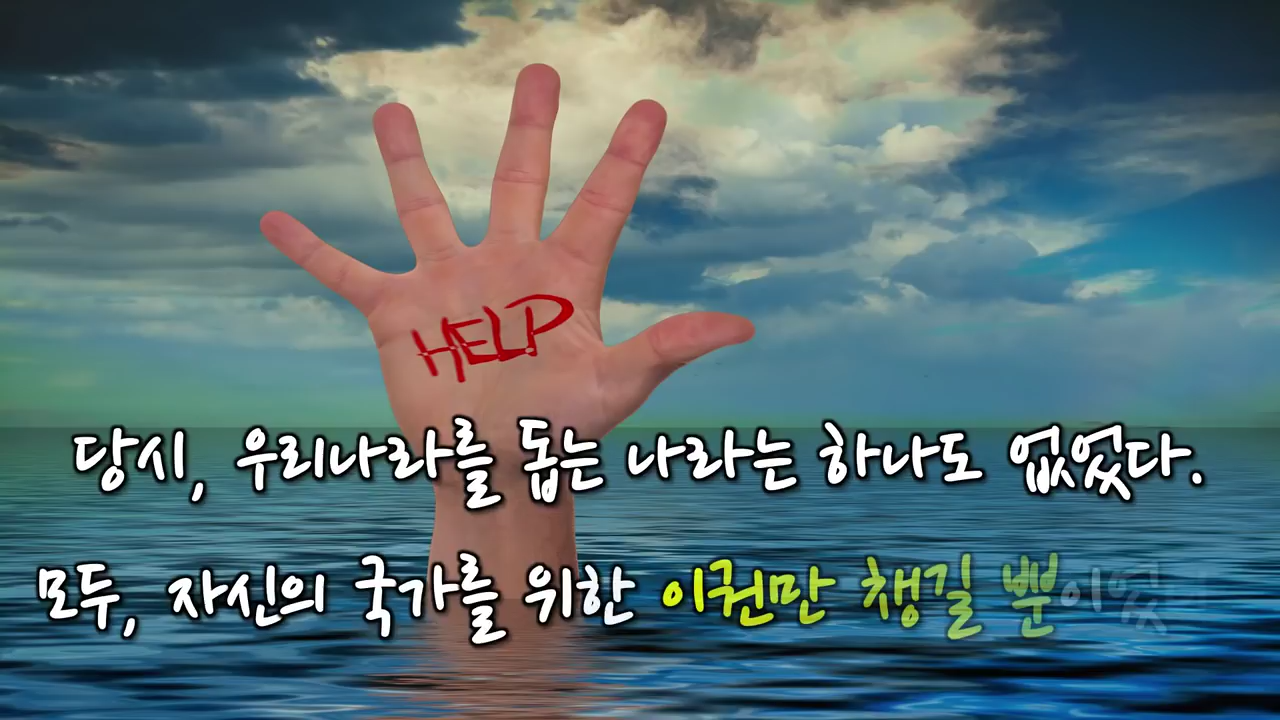 HELP
당시, 우리나라를 돕는 나라는 하나도 없었다.
모두, 자신의 국가를 위한 이권만 챙길 뿐이었